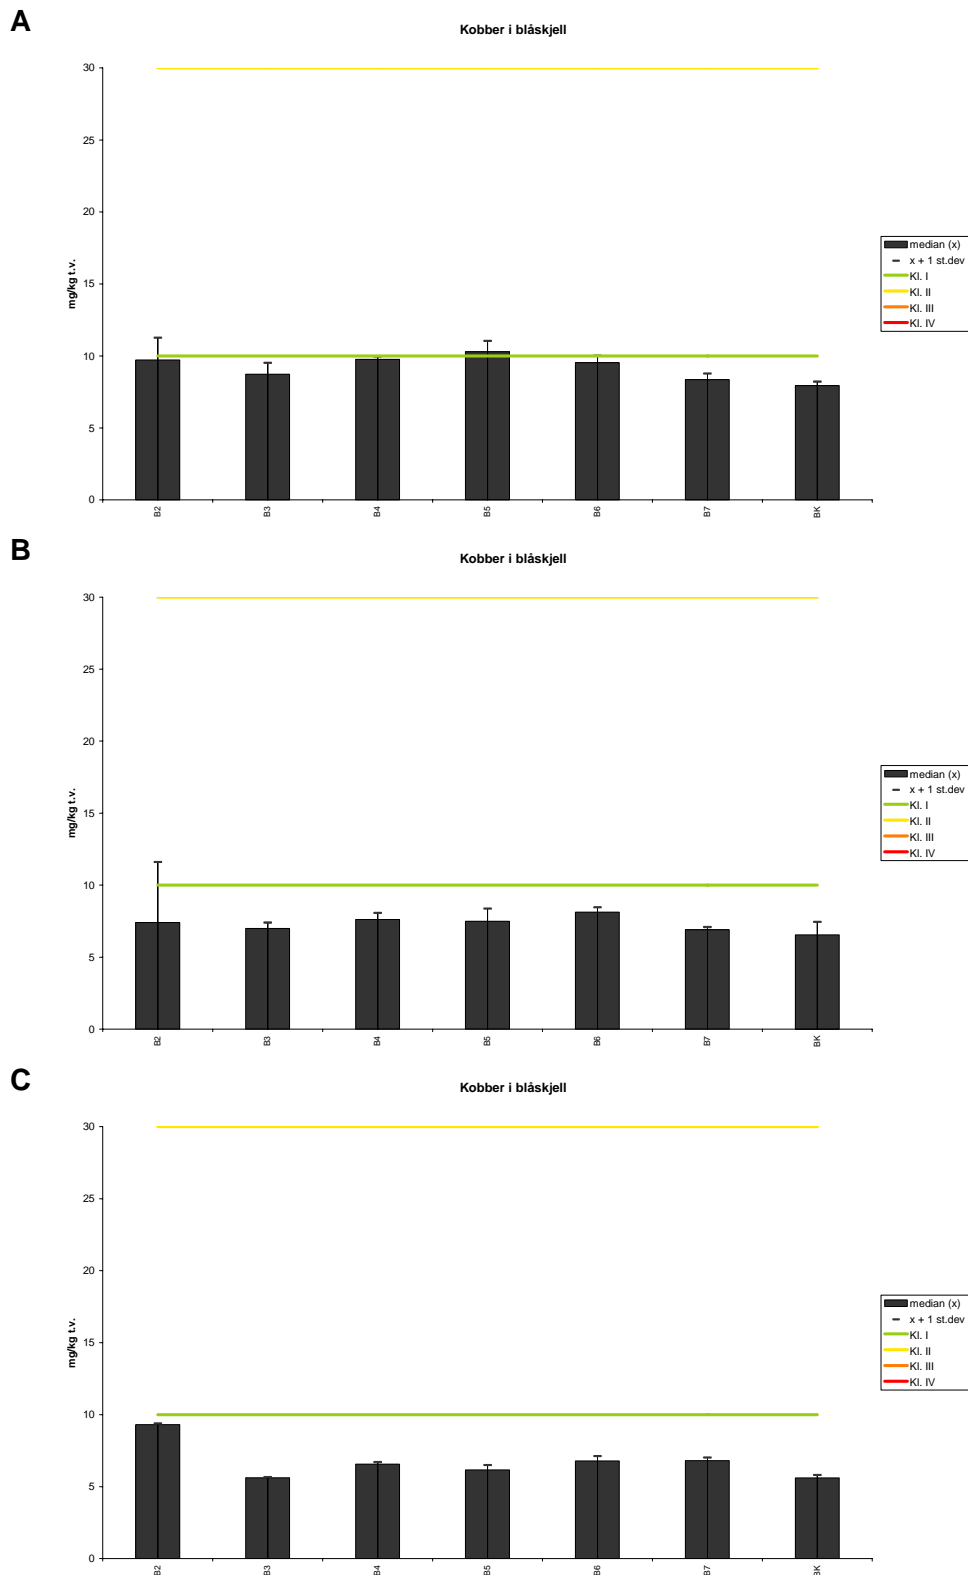 A
Kobber i blåskjell
30
25
20
15
10
5
0
mg/kg t.v.
B2
B3
B4
B5
B6
B7
BK
median (x)
x + 1 st.dev
Kl. I
Kl. II
Kl. III
Kl. IV
B
Kobber i blåskjell
30
25
20
15
10
5
0
mg/kg t.v.
B2
B3
B4
B5
B6
B7
BK
median (x)
x + 1 st.dev
Kl. I
Kl. II
Kl. III
Kl. IV
C
Kobber i blåskjell
30
25
20
15
10
5
0
mg/kg t.v.
B2
B3
B4
B5
B6
B7
BK
median (x)
x + 1 st.dev
Kl. I
Kl. II
Kl. III
Kl. IV